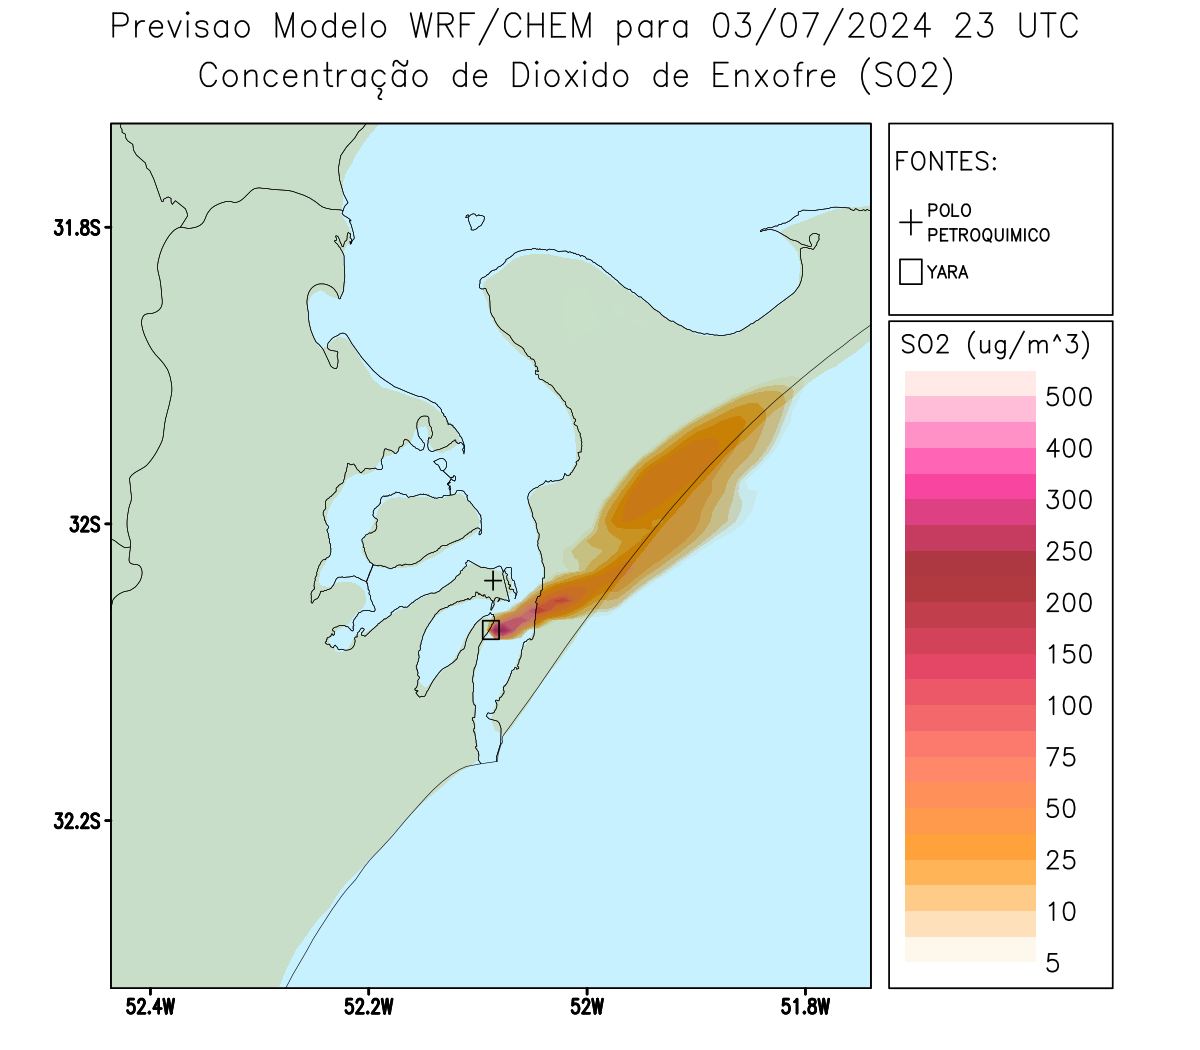 Previsao Modelo WRF/CHEM para 03/07/2024 23 UTC
Concentração de Dioxido de Enxofre (SO2)
FONTES:
POLO
PETROQUIMICO
YARA
SO2 (ug/m^3)
500
400
300
250
200
150
100
75
50
25
10
5
31.8S
32S
32.2S
52.4W
52.2W
52W
51.8W